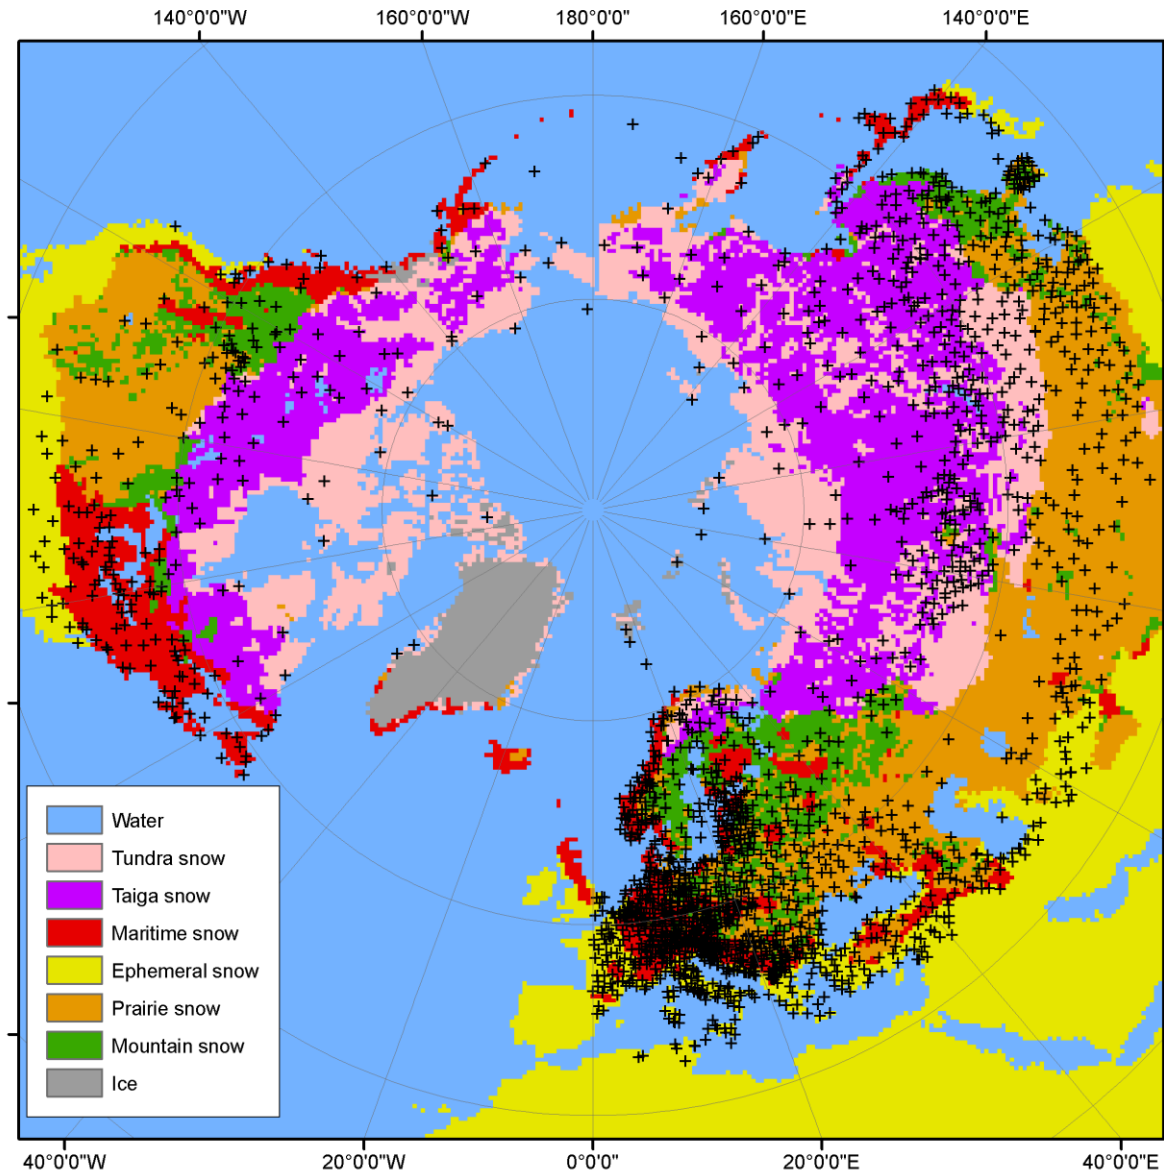 140°0'0"W 160°0'0"W 180°0'0" 160°0'0"E 140°0'0"E
Water
Tundra snow
Taiga snow
Maritime snow
Ephemeral snow
Prairie snow
Mountain snow
Ice
40°0'0"W 20°0'0"W 0°0'0" 20°0'0"E 40°0'0"E